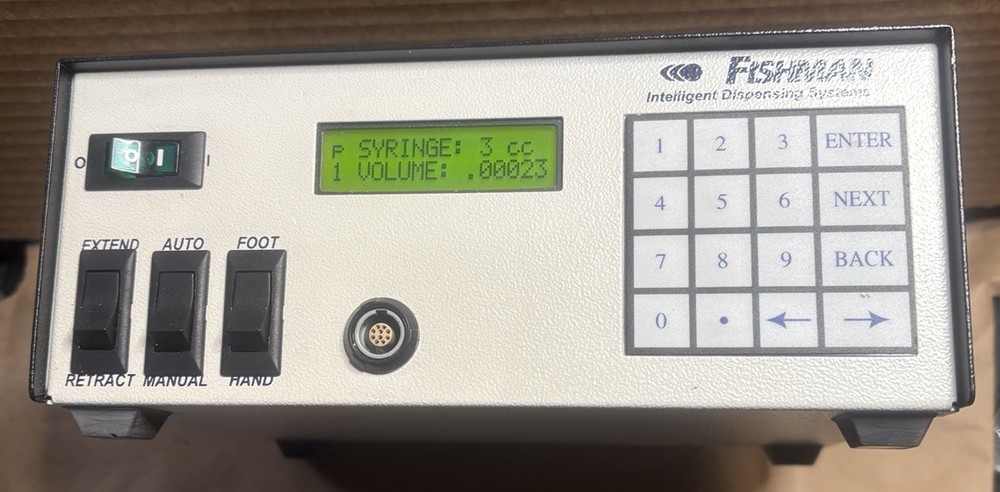 FISHMAN
Intelligent Dispensing Systems
O I
P SYRINGE: 3 cc
1 VOLUME: .00023
EXTEND AUTO FOOT
RETRACT MANUAL HAND
1 2 3 ENTER
4 5 6 NEXT
7 8 9 BACK
0 . ← →